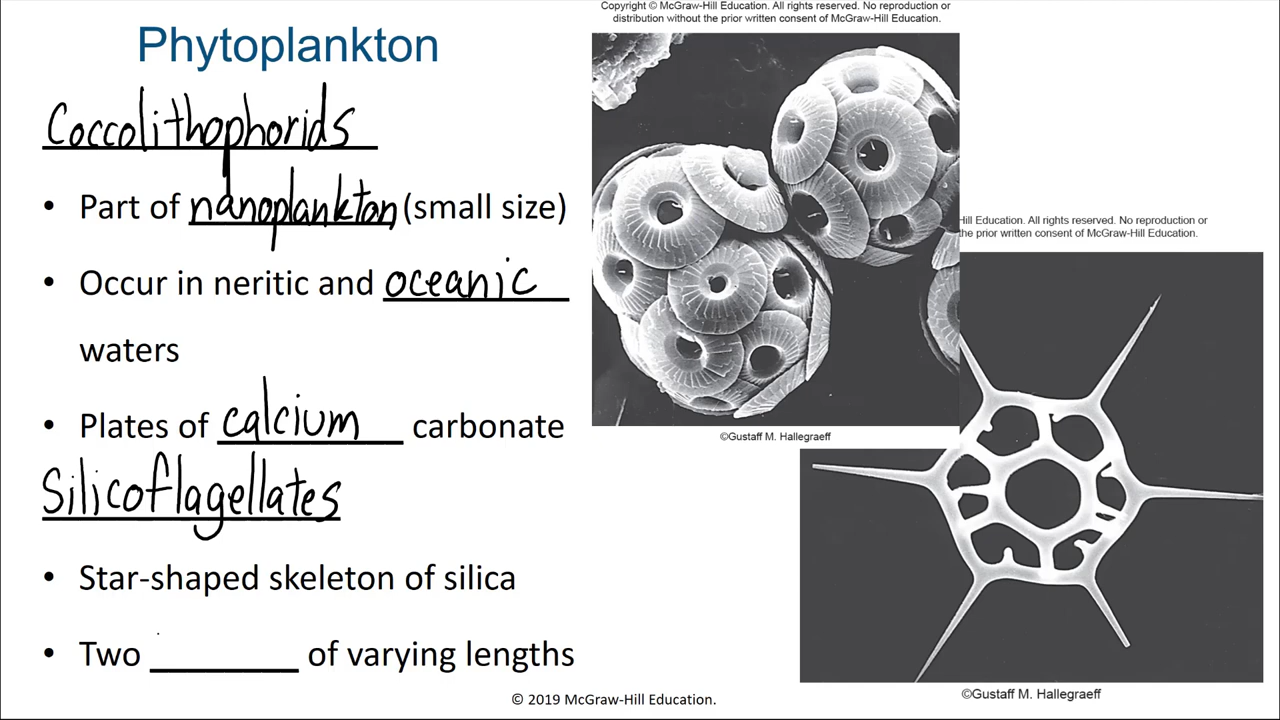 Copyright © McGraw-Hill Education. All rights reserved. No reproduction or
distribution without the prior written consent of McGraw-Hill Education.
Phytoplankton
Coccolithophorids
• Part of nanoplankton (small size)
• Occur in neritic and oceanic
waters
• Plates of calcium carbonate
Silicoflagellates
• Star-shaped skeleton of silica
• Two __________ of varying lengths
©Gustaff M. Hallegraeff
Hill Education. All rights reserved. No reproduction or
the prior written consent of McGraw-Hill Education.
©Gustaff M. Hallegraeff
© 2019 McGraw-Hill Education.